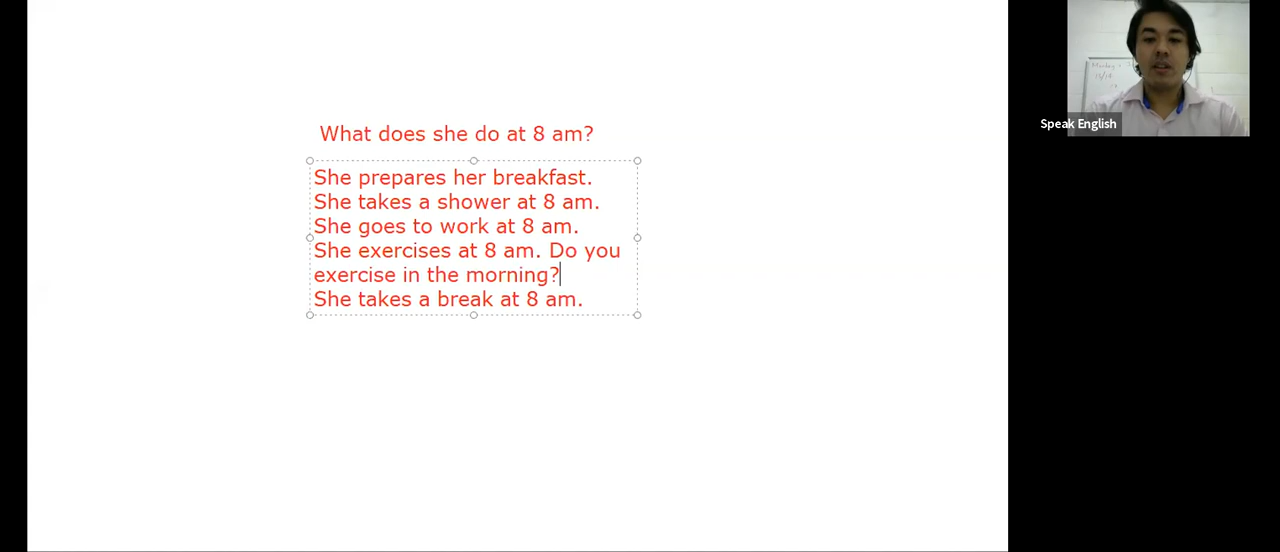 What does she do at 8 am?
She prepares her breakfast.
She takes a shower at 8 am.
She goes to work at 8 am.
She exercises at 8 am. Do you
exercise in the morning?
She takes a break at 8 am.
Speak English